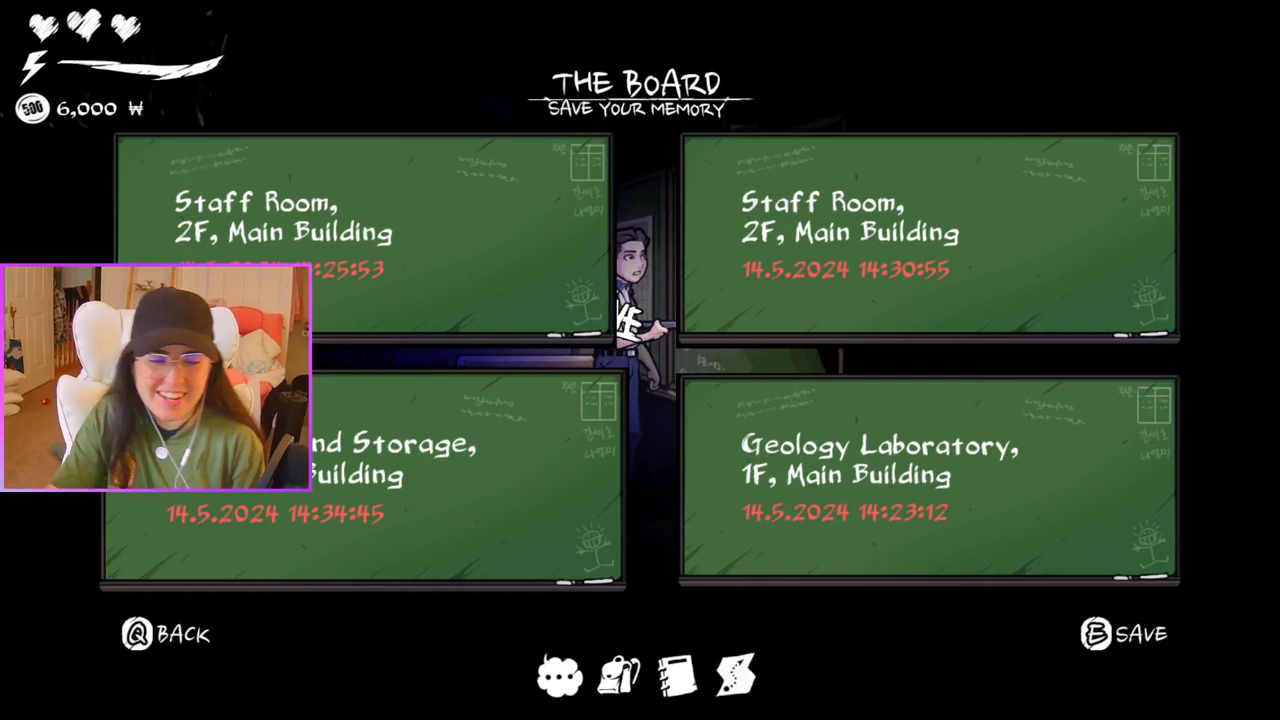 500 6,000 ₩
THE BOARD
SAVE YOUR MEMORY
Staff Room,
2F, Main Building
:25:53
Staff Room,
2F, Main Building
14.5.2024 14:30:55
nd Storage,
Building
14.5.2024 14:34:45
Geology Laboratory,
1F, Main Building
14.5.2024 14:23:12
Q BACK
B SAVE